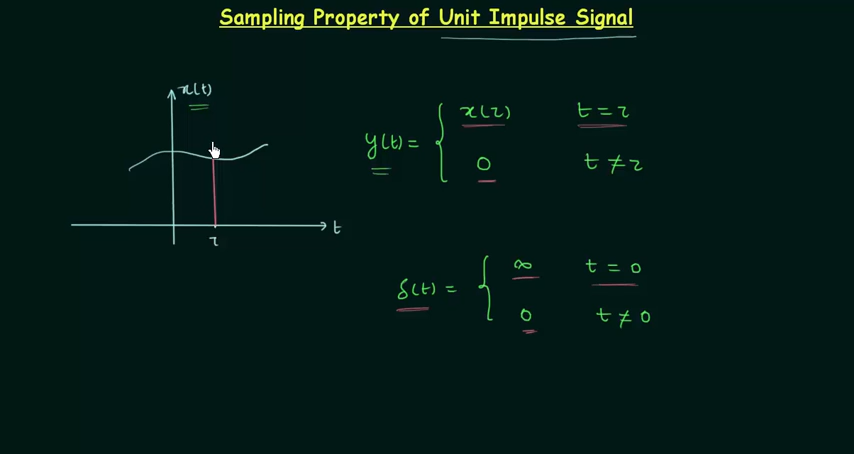 Sampling Property of Unit Impulse Signal
x(t)
t
τ
y(t) = { x(τ) t = τ
0 t ≠ τ
δ(t) = { ∞ t = 0
0 t ≠ 0